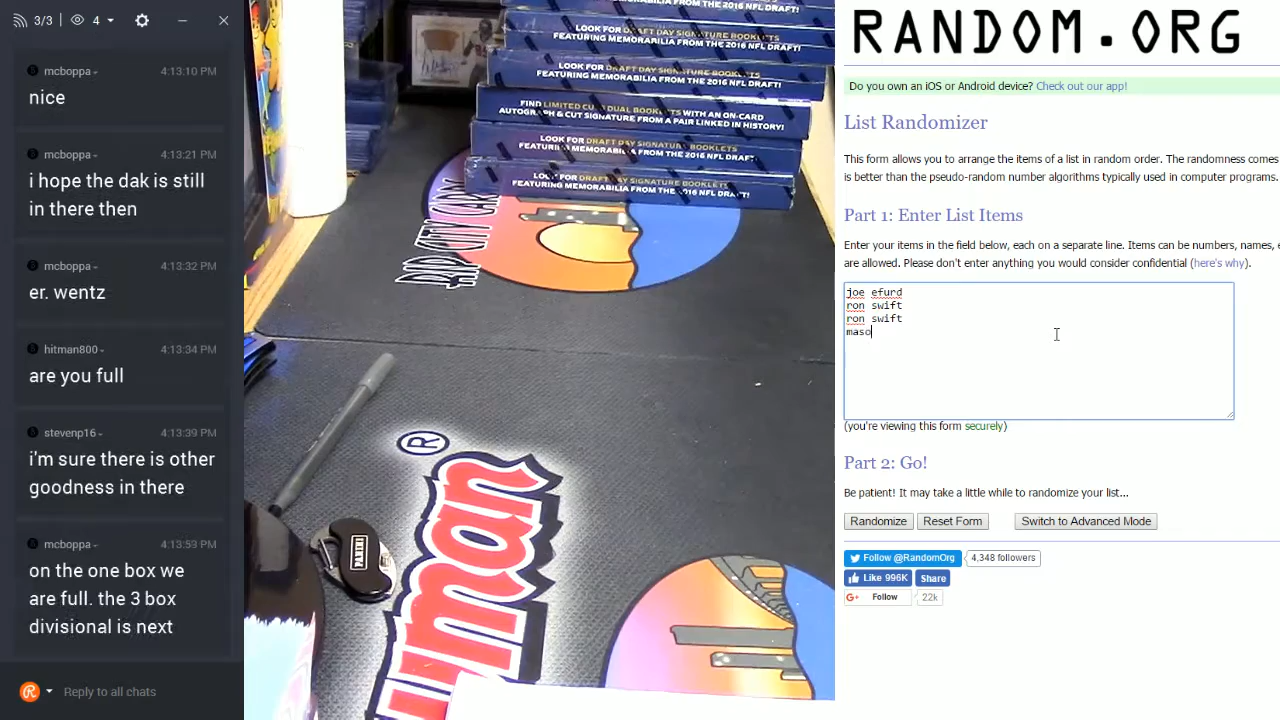 3/3
4
mcboppa
4:13:10 PM
nice
mcboppa
4:13:21 PM
i hope the dak is still
in there then
mcboppa
4:13:32 PM
er. wentz
hitman800
4:13:34 PM
are you full
stevenp16
4:13:39 PM
i'm sure there is other
goodness in there
mcboppa
4:13:53 PM
on the one box we
are full. the 3 box
divisional is next
Reply to all chats
LOOK FOR DRAFT DAY SIGNATURE BOOKLETS
FEATURING MEMORABILIA FROM THE 2016 NFL DRAFT!
LOOK FOR DRAFT DAY SIGNATURE BOOKLETS
FEATURING MEMORABILIA FROM THE 2016 NFL DRAFT!
FIND LIMITED CUT DUAL BOOKLETS WITH AN ON-CARD
AUTOGRAPH & CUT SIGNATURE FROM A PAIR LINKED IN HISTORY!
LOOK FOR DRAFT DAY SIGNATURE BOOKLETS
FEATURING MEMORABILIA FROM THE 2016 NFL DRAFT!
LOOK FOR DRAFT DAY SIGNATURE BOOKLETS
FEATURING MEMORABILIA FROM THE 2016 NFL DRAFT!
RIP CITY CARDS
®
PANINI
RANDOM.ORG
Do you own an iOS or Android device? Check out our app!
List Randomizer
This form allows you to arrange the items of a list in random order. The randomness comes
is better than the pseudo-random number algorithms typically used in computer programs.
Part 1: Enter List Items
Enter your items in the field below, each on a separate line. Items can be numbers, names,
are allowed. Please don't enter anything you would consider confidential (here's why).
joe efurd
ron swift
ron swift
maso
(you're viewing this form securely)
Part 2: Go!
Be patient! It may take a little while to randomize your list...
Randomize
Reset Form
Switch to Advanced Mode
Follow @RandomOrg
4,348 followers
Like 996K
Share
G+
Follow
22k